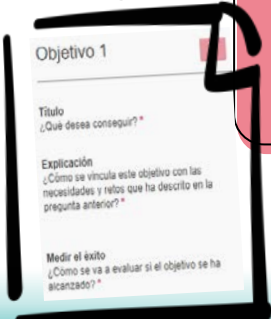 Objetivo 1
Título
¿Qué desea conseguir? *
Explicación
¿Cómo se vincula este objetivo con las
necesidades y retos que ha descrito en la
pregunta anterior? *
Medir el éxito
¿Cómo se va a evaluar si el objetivo se ha
alcanzado? *